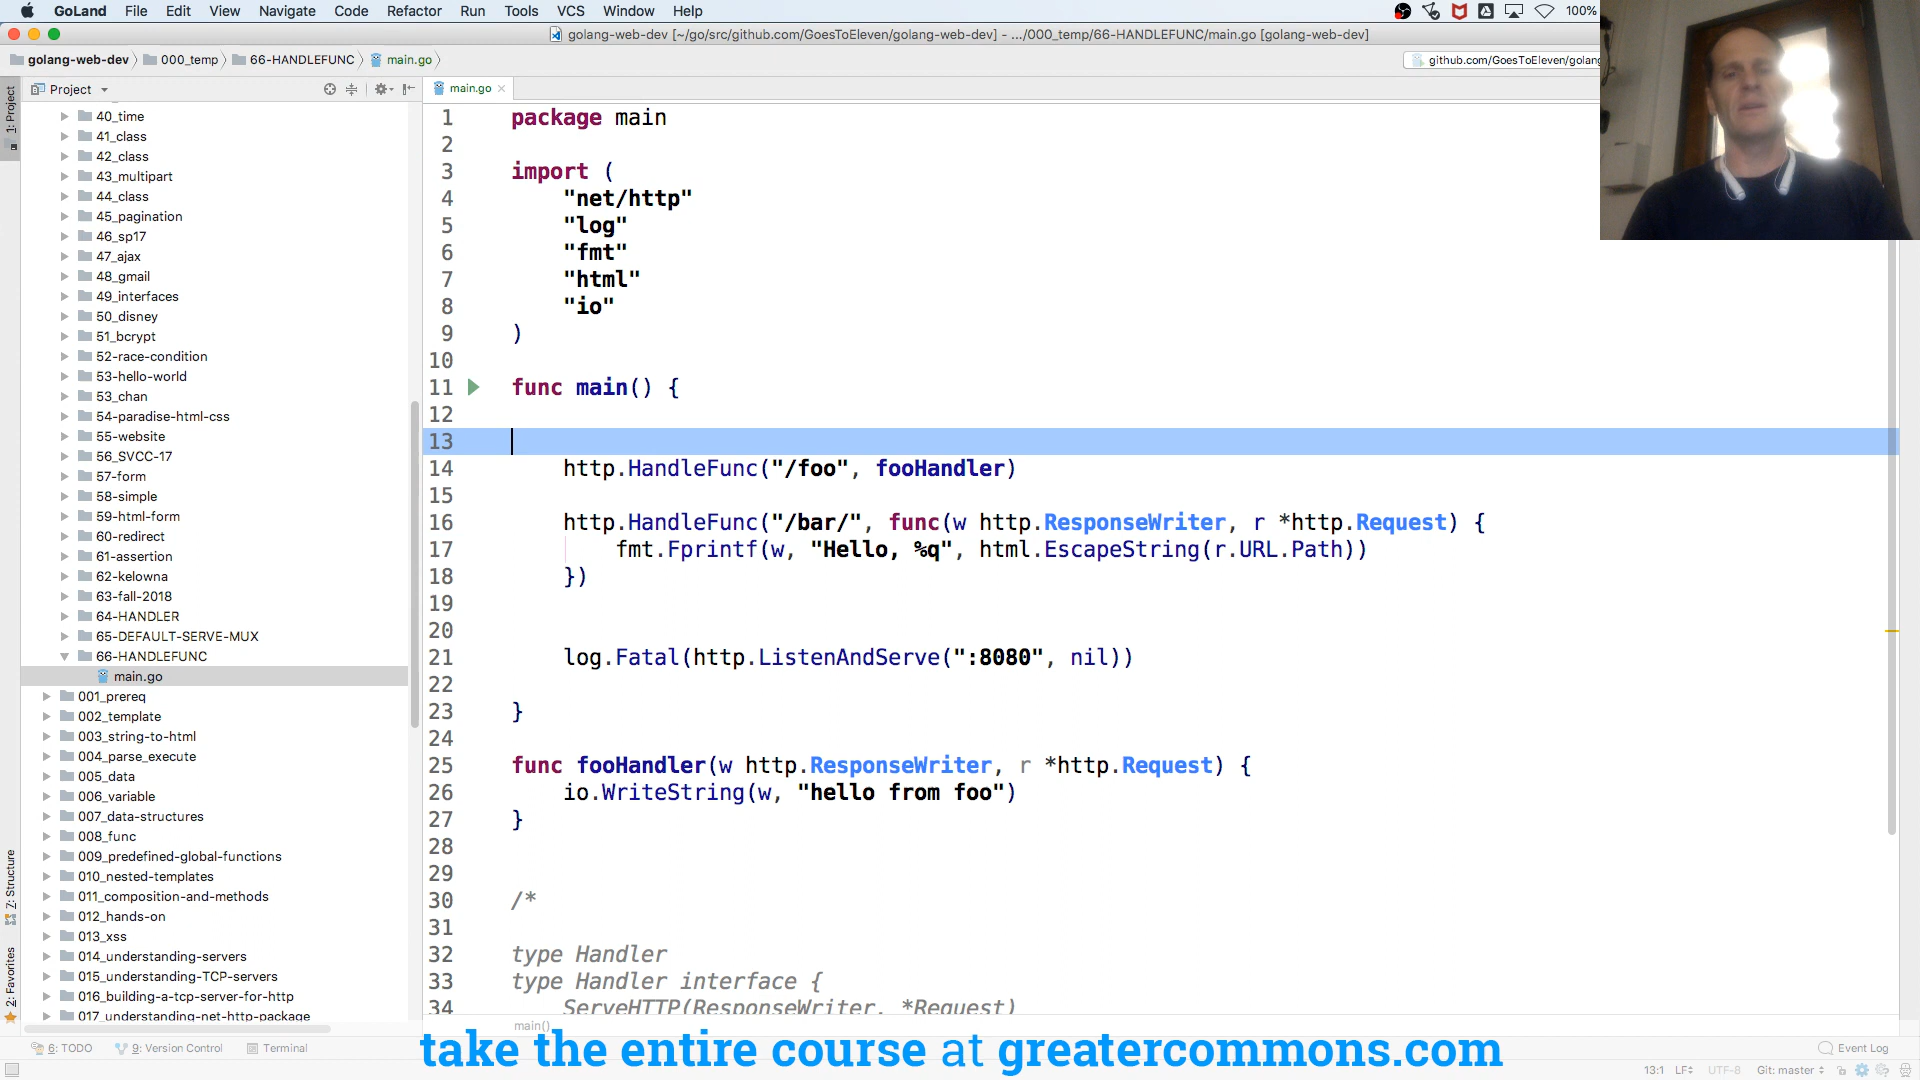 GoLand File Edit View Navigate Code Refactor Run Tools VCS Window Help 100%
golang-web-dev [~/go/src/github.com/GoesToEleven/golang-web-dev] - .../000_temp/66-HANDLEFUNC/main.go [golang-web-dev]
golang-web-dev 000_temp 66-HANDLEFUNC main.go github.com/GoesToEleven/golang
Project main.go
1: Project
40_time
41_class
42_class
43_multipart
44_class
45_pagination
46_sp17
47_ajax
48_gmail
49_interfaces
50_disney
51_bcrypt
52-race-condition
53-hello-world
53_chan
54-paradise-html-css
55-website
56_SVCC-17
57-form
58-simple
59-html-form
60-redirect
61-assertion
62-kelowna
63-fall-2018
64-HANDLER
65-DEFAULT-SERVE-MUX
66-HANDLEFUNC
main.go
001_prereq
002_template
003_string-to-html
004_parse_execute
005_data
006_variable
007_data-structures
008_func
009_predefined-global-functions
010_nested-templates
011_composition-and-methods
012_hands-on
013_xss
014_understanding-servers
015_understanding-TCP-servers
016_building-a-tcp-server-for-http
017_understanding-net-http-package
7: Structure
2: Favorites
1 package main
2
3 import (
4 "net/http"
5 "log"
6 "fmt"
7 "html"
8 "io"
9 )
10
11 func main() {
12
13
14 http.HandleFunc("/foo", fooHandler)
15
16 http.HandleFunc("/bar/", func(w http.ResponseWriter, r *http.Request) {
17 fmt.Fprintf(w, "Hello, %q", html.EscapeString(r.URL.Path))
18 })
19
20
21 log.Fatal(http.ListenAndServe(":8080", nil))
22
23 }
24
25 func fooHandler(w http.ResponseWriter, r *http.Request) {
26 io.WriteString(w, "hello from foo")
27 }
28
29
30 /*
31
32 type Handler
33 type Handler interface {
34 ServeHTTP(ResponseWriter, *Request)
main()
6: TODO 9: Version Control Terminal Event Log
take the entire course at greatercommons.com
13:1 LF UTF-8 Git: master